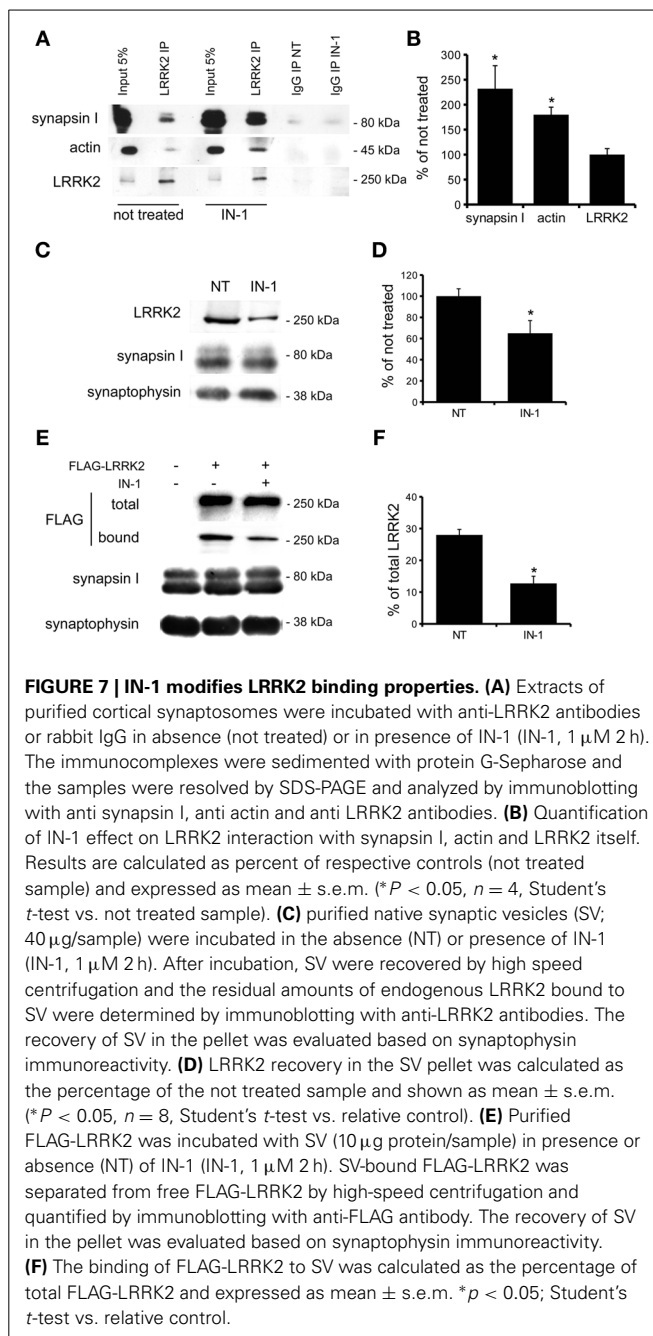 A
Input 5%
LRRK2 IP
Input 5%
LRRK2 IP
IgG IP NT
IgG IP IN-1
synapsin I
- 80 kDa
actin
- 45 kDa
LRRK2
- 250 kDa
not treated
IN-1
B
% of not treated
300
250
200
150
100
50
0
*
*
synapsin I
actin
LRRK2
C
NT
IN-1
LRRK2
- 250 kDa
synapsin I
- 80 kDa
synaptophysin
- 38 kDa
D
% of not treated
120
100
80
60
40
20
0
*
NT
IN-1
E
FLAG-LRRK2 - + +
IN-1 - - +
FLAG
total
- 250 kDa
bound
- 250 kDa
synapsin I
- 80 kDa
synaptophysin
- 38 kDa
F
% of total LRRK2
40
30
20
10
0
*
NT
IN-1
FIGURE 7 | IN-1 modifies LRRK2 binding properties. (A) Extracts of
purified cortical synaptosomes were incubated with anti-LRRK2 antibodies
or rabbit IgG in absence (not treated) or in presence of IN-1 (IN-1, 1 μM 2 h).
The immunocomplexes were sedimented with protein G-Sepharose and
the samples were resolved by SDS-PAGE and analyzed by immunoblotting
with anti synapsin I, anti actin and anti LRRK2 antibodies. (B) Quantification
of IN-1 effect on LRRK2 interaction with synapsin I, actin and LRRK2 itself.
Results are calculated as percent of respective controls (not treated
sample) and expressed as mean ± s.e.m. (*P < 0.05, n = 4, Student's
t-test vs. not treated sample). (C) purified native synaptic vesicles (SV;
40 μg/sample) were incubated in the absence (NT) or presence of IN-1
(IN-1, 1 μM 2 h). After incubation, SV were recovered by high speed
centrifugation and the residual amounts of endogenous LRRK2 bound to
SV were determined by immunoblotting with anti-LRRK2 antibodies. The
recovery of SV in the pellet was evaluated based on synaptophysin
immunoreactivity. (D) LRRK2 recovery in the SV pellet was calculated as
the percentage of the not treated sample and shown as mean ± s.e.m.
(*P < 0.05, n = 8, Student's t-test vs. relative control). (E) Purified
FLAG-LRRK2 was incubated with SV (10 μg protein/sample) in presence or
absence (NT) of IN-1 (IN-1, 1 μM 2 h). SV-bound FLAG-LRRK2 was
separated from free FLAG-LRRK2 by high-speed centrifugation and
quantified by immunoblotting with anti-FLAG antibody. The recovery of SV
in the pellet was evaluated based on synaptophysin immunoreactivity.
(F) The binding of FLAG-LRRK2 to SV was calculated as the percentage of
total FLAG-LRRK2 and expressed as mean ± s.e.m. *p < 0.05; Student's
t-test vs. relative control.